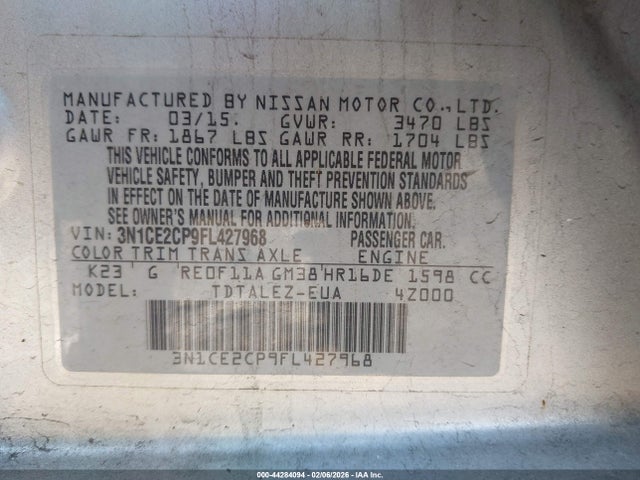 MANUFACTURED BY NISSAN MOTOR CO., LTD.
DATE: 03/15. GVWR: 3470 LBS
GAWR FR: 1867 LBS GAWR RR: 1704 LBS
THIS VEHICLE CONFORMS TO ALL APPLICABLE FEDERAL MOTOR
VEHICLE SAFETY, BUMPER AND THEFT PREVENTION STANDARDS
IN EFFECT ON THE DATE OF MANUFACTURE SHOWN ABOVE.
SEE OWNER'S MANUAL FOR ADDITIONAL INFORMATION.
VIN: 3N1CE2CP9FL427968 PASSENGER CAR.
COLOR TRIM TRANS AXLE ENGINE
K23 G RE0F11A GM38 HR16DE 1598 CC
MODEL: TDTALEZ-EUA 4Z000
3N1CE2CP9FL427968
000-44284094 - 02/06/2026 - IAA Inc.